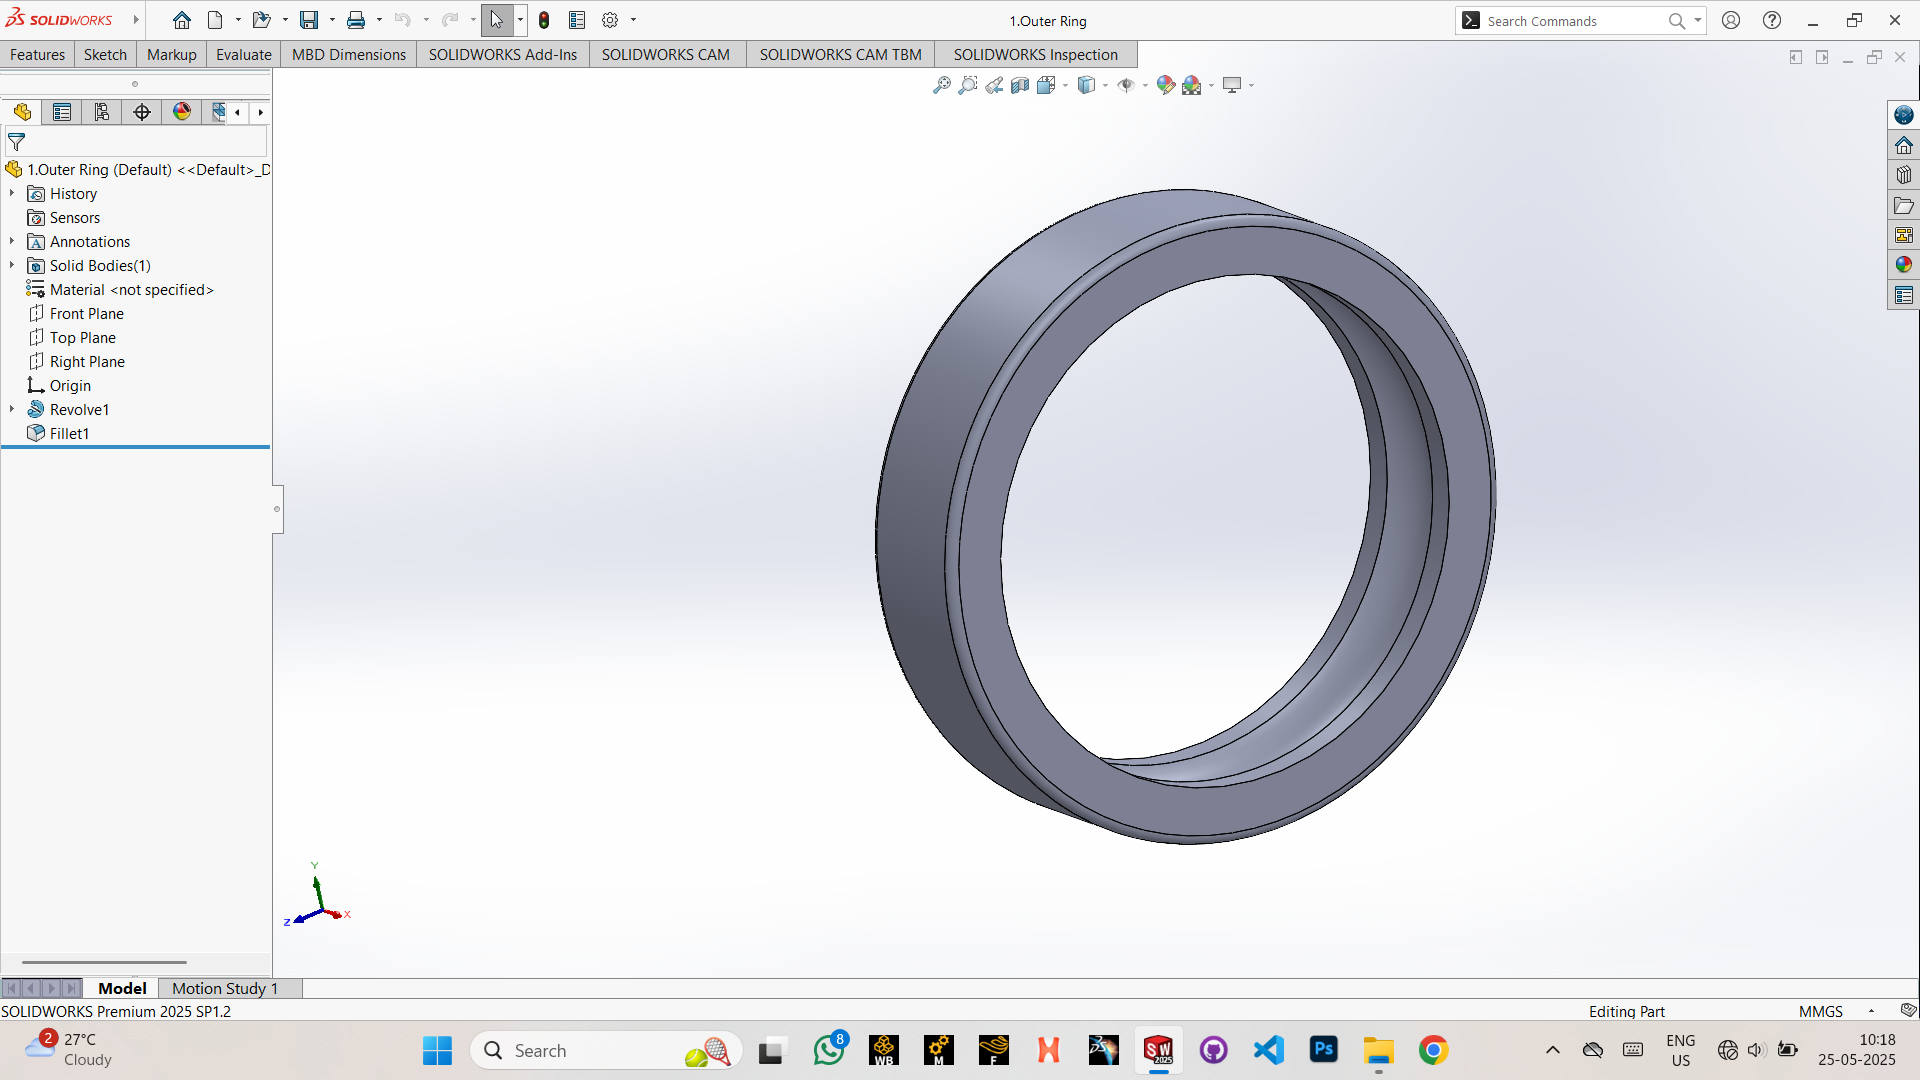 SOLIDWORKS
1.Outer Ring
Search Commands
Features
Sketch
Markup
Evaluate
MBD Dimensions
SOLIDWORKS Add-Ins
SOLIDWORKS CAM
SOLIDWORKS CAM TBM
SOLIDWORKS Inspection
1.Outer Ring (Default) <<Default>_D
History
Sensors
Annotations
Solid Bodies(1)
Material <not specified>
Front Plane
Top Plane
Right Plane
Origin
Revolve1
Fillet1
Y
Z
X
Model
Motion Study 1
SOLIDWORKS Premium 2025 SP1.2
Editing Part
MMGS
2
27°C
Cloudy
Search
8
WB
M
F
SW
2025
Ps
ENG
US
10:18
25-05-2025